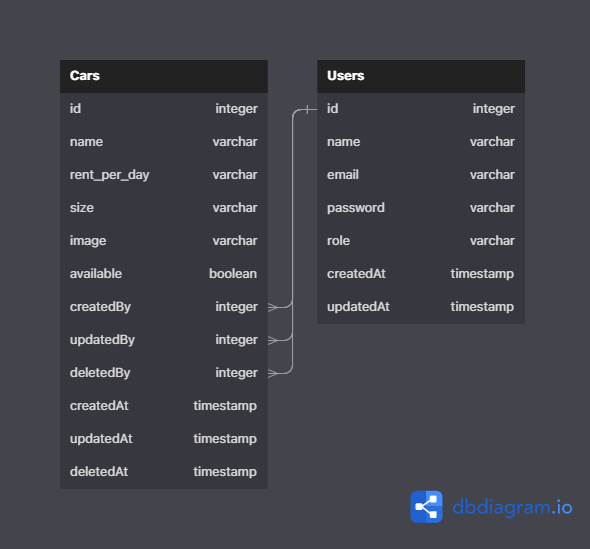 Cars
id integer
name varchar
rent_per_day varchar
size varchar
image varchar
available boolean
createdBy integer
updatedBy integer
deletedBy integer
createdAt timestamp
updatedAt timestamp
deletedAt timestamp
Users
id integer
name varchar
email varchar
password varchar
role varchar
createdAt timestamp
updatedAt timestamp
dbdiagram.io